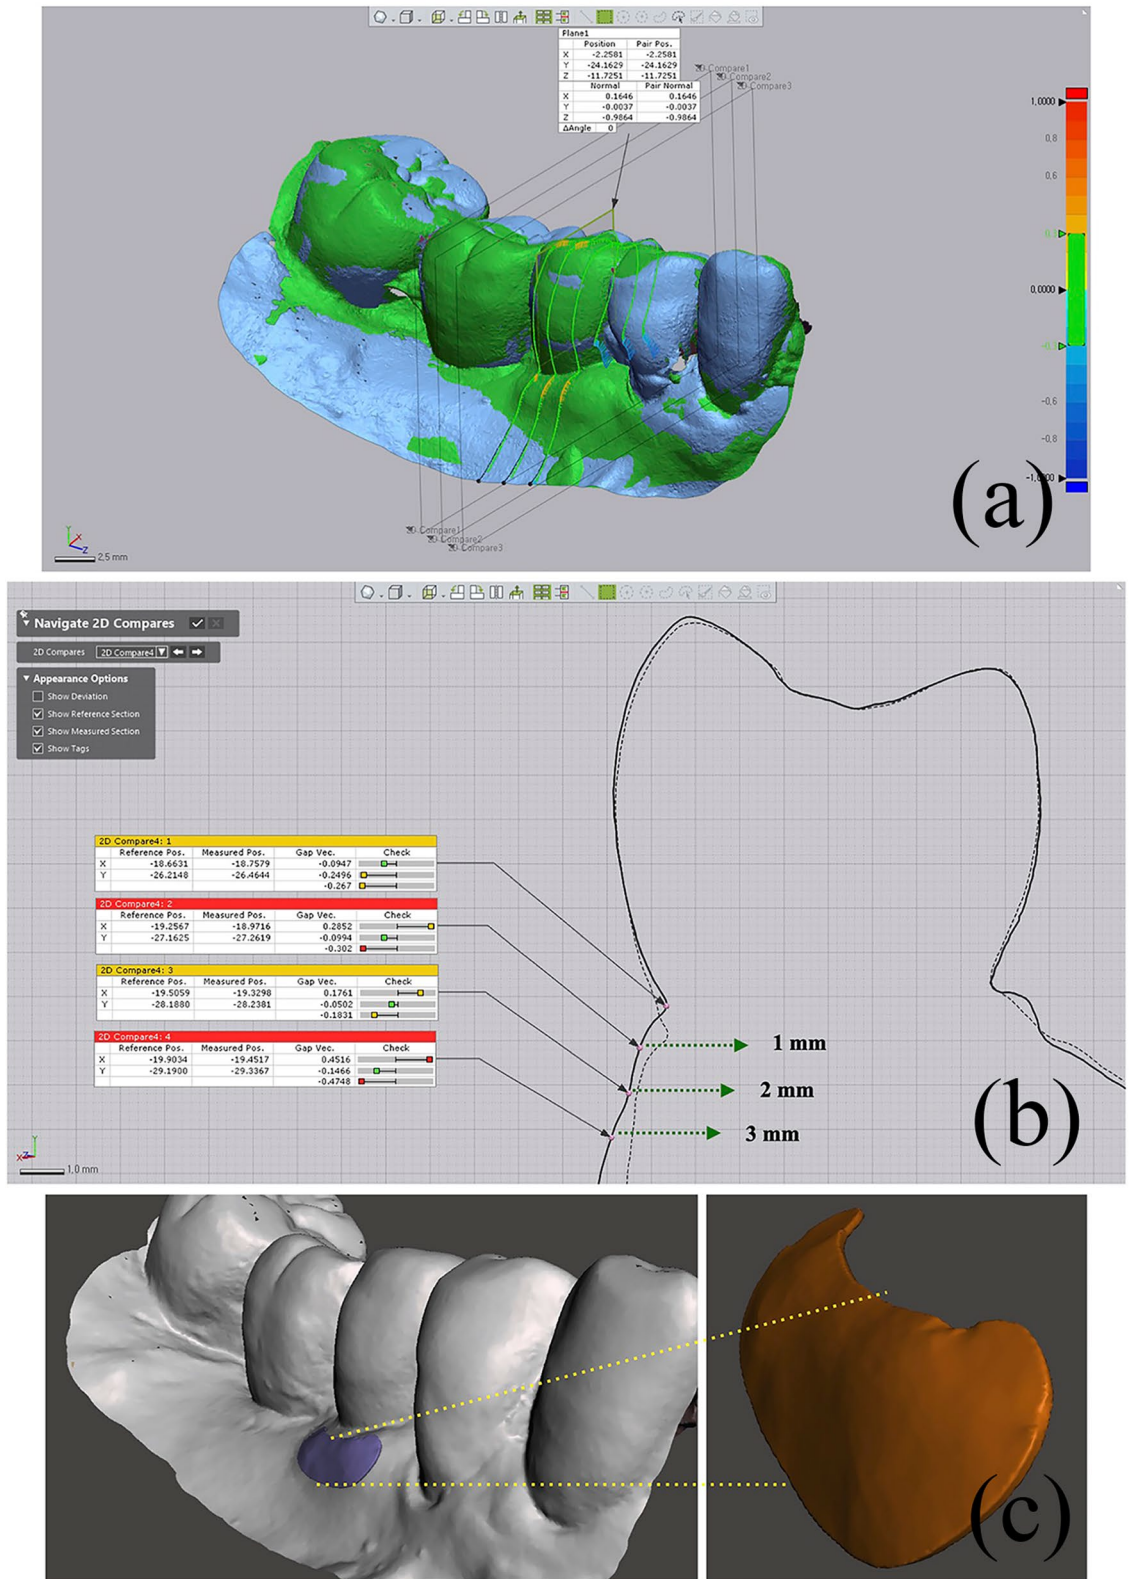 Plane1
Position Pair Pos.
X -2.2581 -2.2581
Y -24.1629 -24.1629
Z -11.7251 -11.7251
Normal Pair Normal
X 0.1646 0.1646
Y -0.0037 -0.0037
Z -0.9864 -0.9864
ΔAngle 0
2D Compare1
2D Compare2
2D Compare3
1,0000
0,8
0,6
0,3
0,0000
-0,3
-0,6
-0,8
2D Compare1
2D Compare2
2D Compare3
Y
X
Z
2,5 mm
(a)
Navigate 2D Compares
2D Compares 2D Compare4
Appearance Options
Show Deviation
Show Reference Section
Show Measured Section
Show Tags
2D Compare4: 1
Reference Pos. Measured Pos. Gap Vec. Check
X -18.6631 -18.7579 -0.0947
Y -26.2148 -26.4644 -0.2496
-0.267
2D Compare4: 2
Reference Pos. Measured Pos. Gap Vec. Check
X -19.2567 -18.9716 0.2852
Y -27.1625 -27.2619 -0.0994
-0.302
2D Compare4: 3
Reference Pos. Measured Pos. Gap Vec. Check
X -19.5059 -19.3298 0.1761
Y -28.1880 -28.2381 -0.0502
-0.1831
2D Compare4: 4
Reference Pos. Measured Pos. Gap Vec. Check
X -19.9034 -19.4517 0.4516
Y -29.1900 -29.3367 -0.1466
-0.4748
1 mm
2 mm
3 mm
Y
X Z
1,0 mm
(b)
(c)